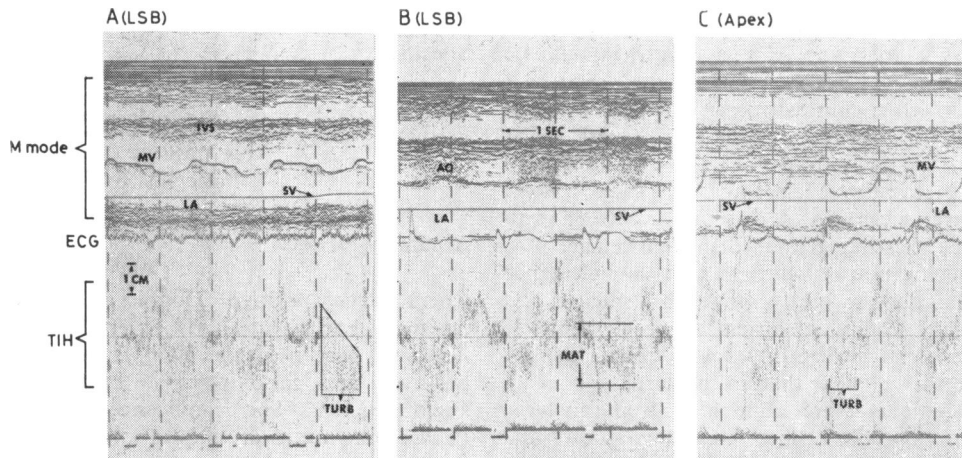 A (LSB)
B (LSB)
C (Apex)
M mode
IVS
MV
SV
LA
ECG
1 CM
TIH
TURB
1 SEC
AO
SV
LA
MAT
MV
SV
LA
TURB